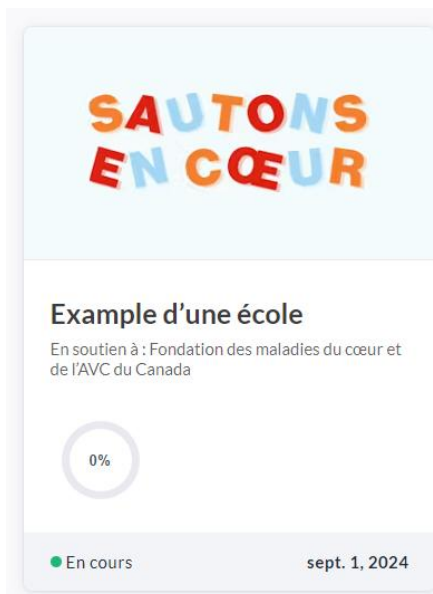 SAUTONS
EN CŒUR
Example d’une école
En soutien à : Fondation des maladies du cœur et
de l’AVC du Canada
0%
En cours
sept. 1, 2024